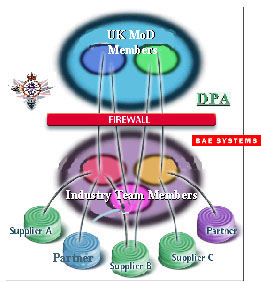 UK MoD
Members
DPA
FIREWALL
BAE SYSTEMS
Industry Team Members
Supplier A
Partner
Partner
Supplier B
Supplier C